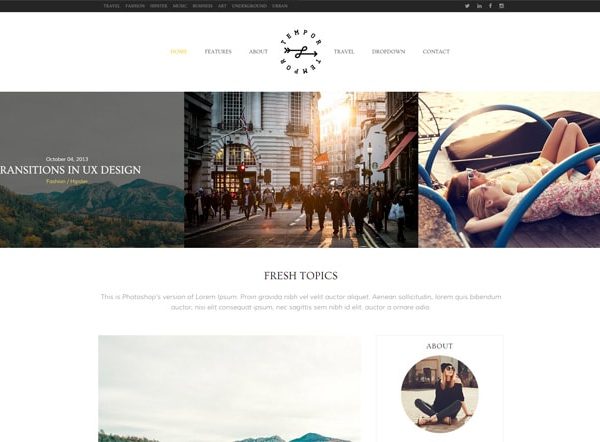 TRAVEL FASHION HIPSTER MUSIC BUSINESS ART UNDERGROUND URBAN
HOME FEATURES ABOUT TEMPOR TEMPOR TRAVEL DROPDOWN CONTACT
October 04, 2013
RANSITIONS IN UX DESIGN
Fashion / Hipster
FRESH TOPICS
This is Photoshop's version of Lorem Ipsum. Proin gravida nibh vel velit auctor aliquet. Aenean sollicitudin, lorem quis bibendum
auctor, nisi elit consequat ipsum, nec sagittis sem nibh id elit. auctor a ornare odio.
ABOUT